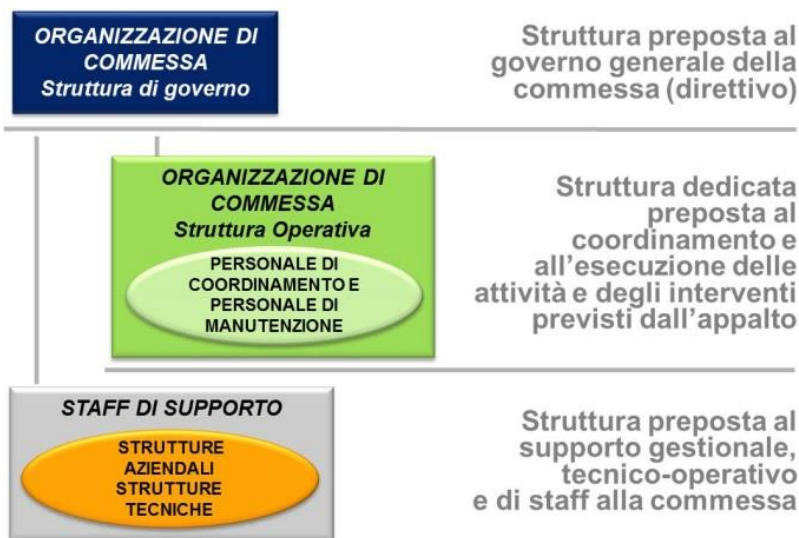 ORGANIZZAZIONE DI
COMMESSA
Struttura di governo
Struttura preposta al
governo generale della
commessa (direttivo)
ORGANIZZAZIONE DI
COMMESSA
Struttura Operativa
PERSONALE DI
COORDINAMENTO E
PERSONALE DI
MANUTENZIONE
Struttura dedicata
preposta al
coordinamento e
all’esecuzione delle
attività e degli interventi
previsti dall’appalto
STAFF DI SUPPORTO
STRUTTURE
AZIENDALI
STRUTTURE
TECNICHE
Struttura preposta al
supporto gestionale,
tecnico-operativo
e di staff alla commessa